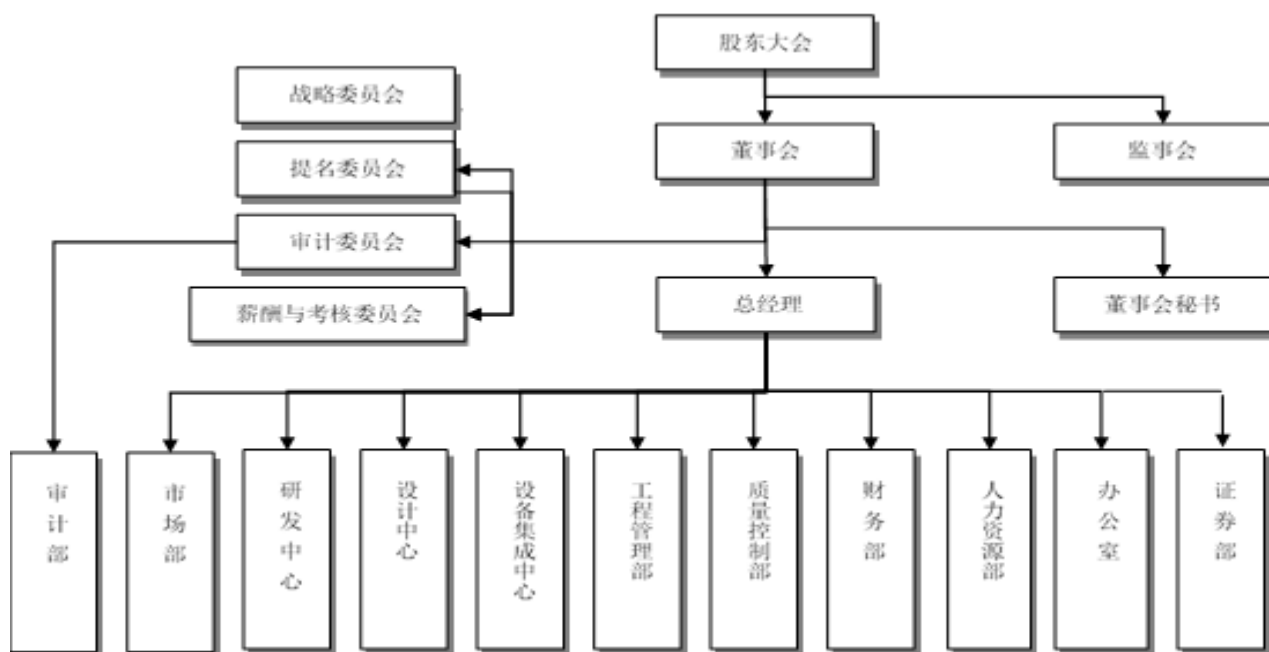 股东大会
战略委员会
董事会
监事会
提名委员会
审计委员会
总经理
董事会秘书
薪酬与考核委员会
审计部
市场部
研发中心
设计中心
设备集成中心
工程管理部
质量控制部
财务部
人力资源部
办公室
证券部